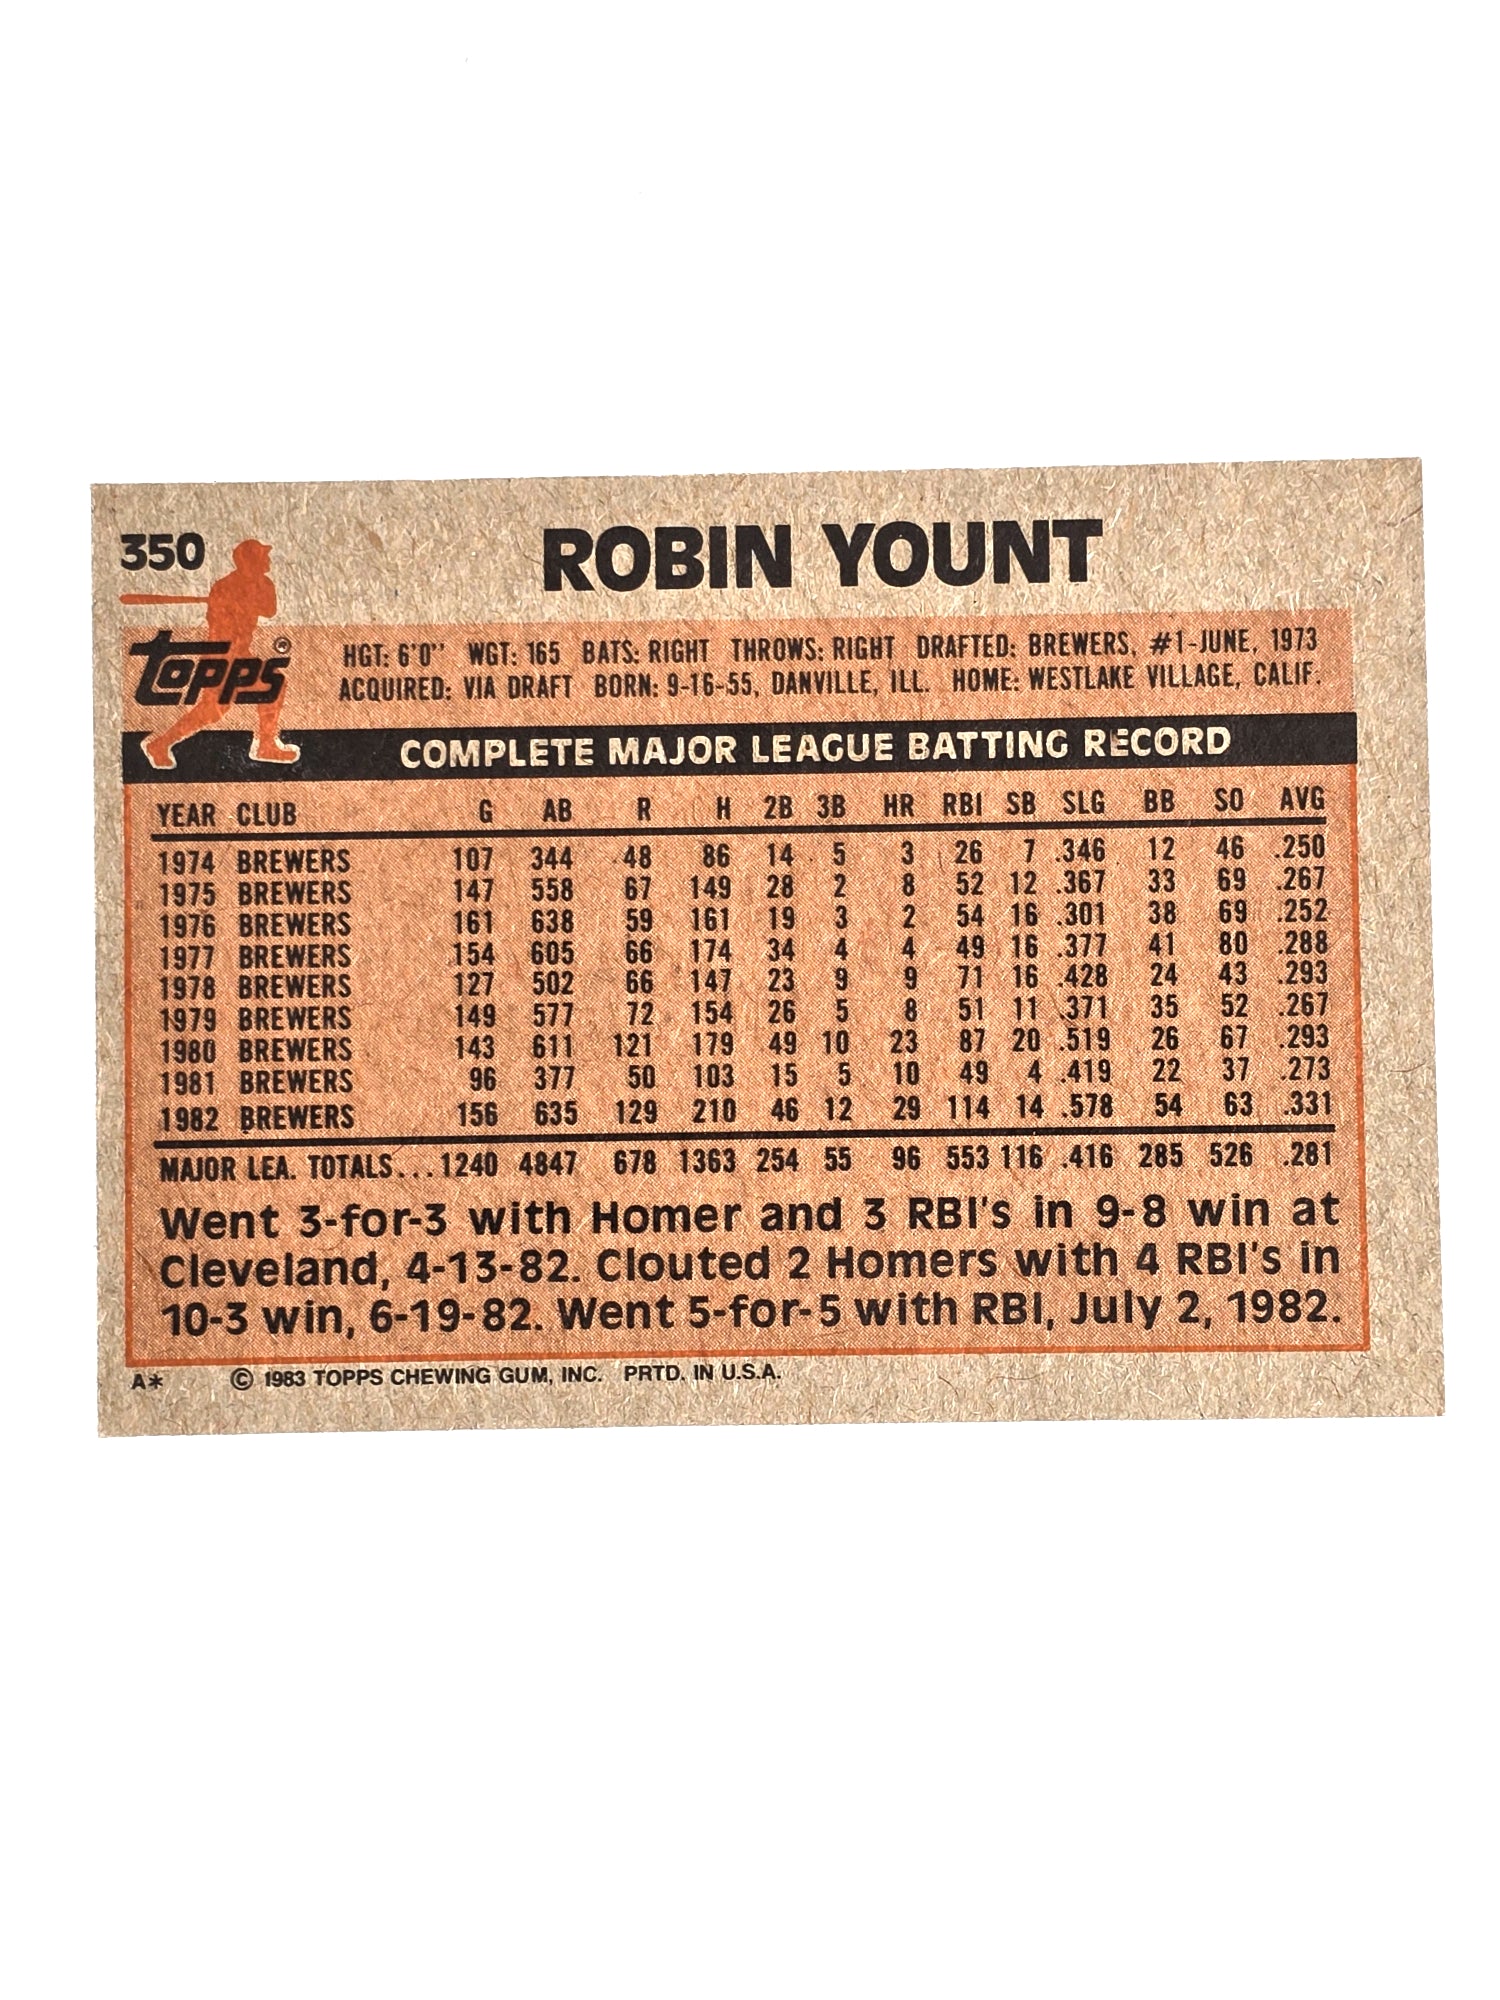 350
ROBIN YOUNT
Topps®
HGT: 6'0" WGT: 165 BATS: RIGHT THROWS: RIGHT DRAFTED: BREWERS, #1-JUNE, 1973
ACQUIRED: VIA DRAFT BORN: 9-16-55, DANVILLE, ILL. HOME: WESTLAKE VILLAGE, CALIF.
COMPLETE MAJOR LEAGUE BATTING RECORD
YEAR CLUB G AB R H 2B 3B HR RBI SB SLG BB SO AVG
1974 BREWERS 107 344 48 86 14 5 3 26 7 .346 12 46 .250
1975 BREWERS 147 558 67 149 28 2 8 52 12 .367 33 69 .267
1976 BREWERS 161 638 59 161 19 3 2 54 16 .301 38 69 .252
1977 BREWERS 154 605 66 174 34 4 4 49 16 .377 41 80 .288
1978 BREWERS 127 502 66 147 23 9 9 71 16 .428 24 43 .293
1979 BREWERS 149 577 72 154 26 5 8 51 11 .371 35 52 .267
1980 BREWERS 143 611 121 179 49 10 23 87 20 .519 26 67 .293
1981 BREWERS 96 377 50 103 15 5 10 49 4 .419 22 37 .273
1982 BREWERS 156 635 129 210 46 12 29 114 14 .578 54 63 .331
MAJOR LEA. TOTALS...1240 4847 678 1363 254 55 96 553 116 .416 285 526 .281
Went 3-for-3 with Homer and 3 RBI's in 9-8 win at
Cleveland, 4-13-82. Clouted 2 Homers with 4 RBI's in
10-3 win, 6-19-82. Went 5-for-5 with RBI, July 2, 1982.
A* © 1983 TOPPS CHEWING GUM, INC. PRTD. IN U.S.A.